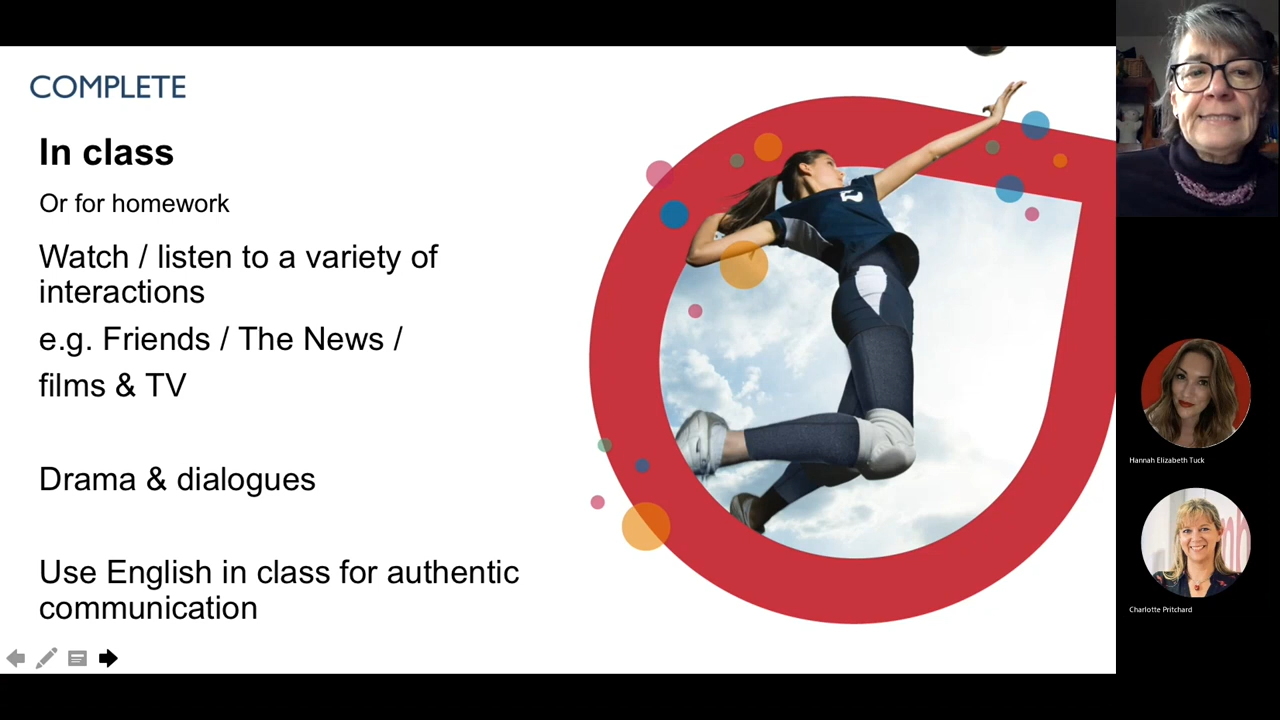 COMPLETE
In class
Or for homework
Watch / listen to a variety of
interactions
e.g. Friends / The News /
films & TV
Drama & dialogues
Use English in class for authentic
communication
Hannah Elizabeth Tuck
Charlotte Pritchard